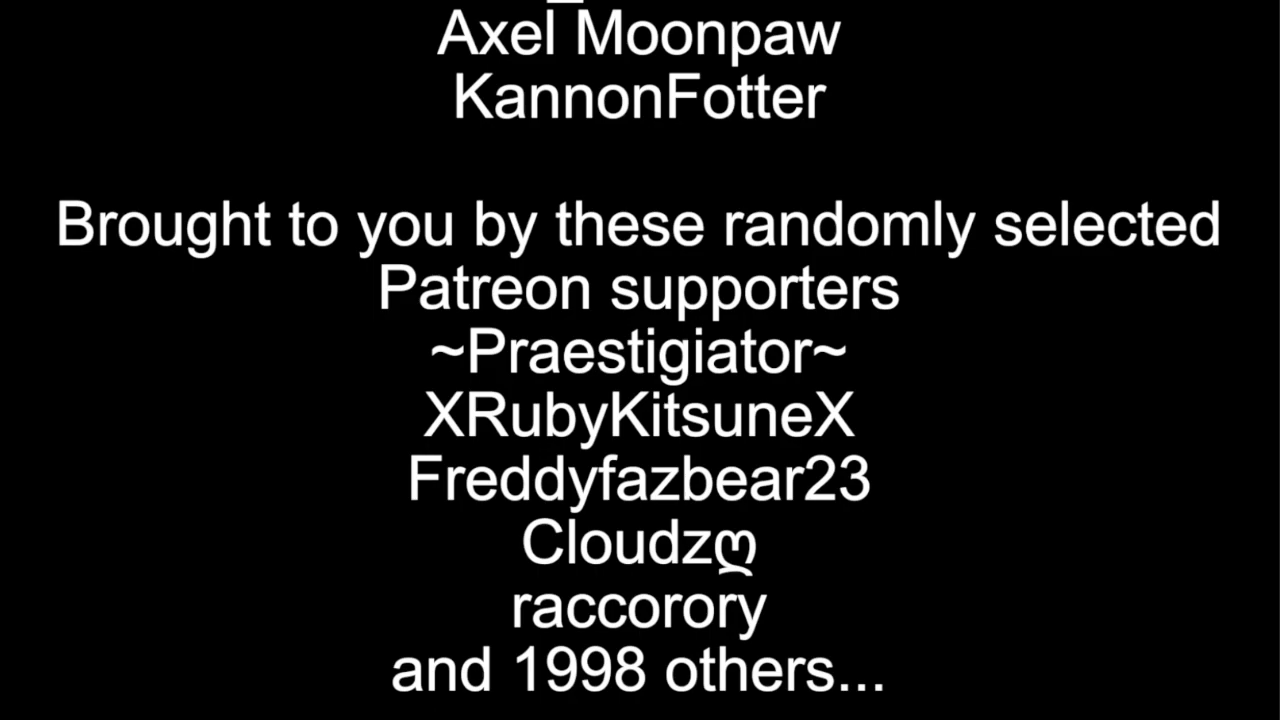 Axel Moonpaw
KannonFotter
Brought to you by these randomly selected
Patreon supporters
~Praestigiator~
XRubyKitsuneX
Freddyfazbear23
Cloudzღ
raccorory
and 1998 others...